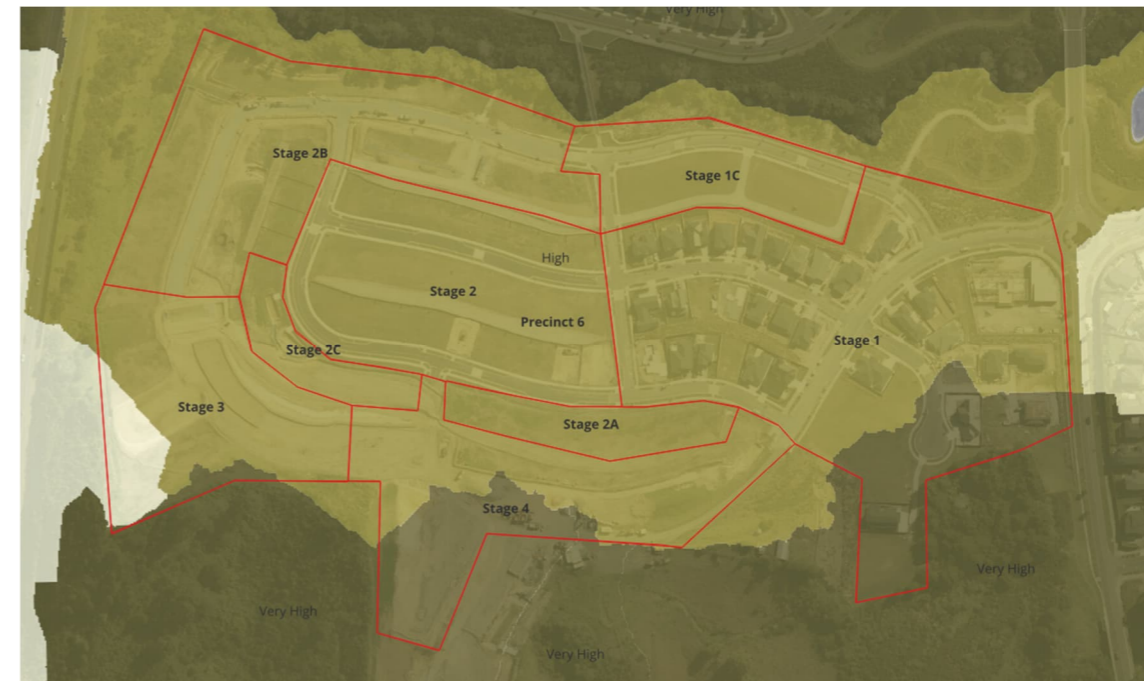 Very High
Stage 2B
Stage 1C
High
Stage 2
Precinct 6
Stage 1
Stage 2C
Stage 3
Stage 2A
Stage 4
Very High
Very High
Very High